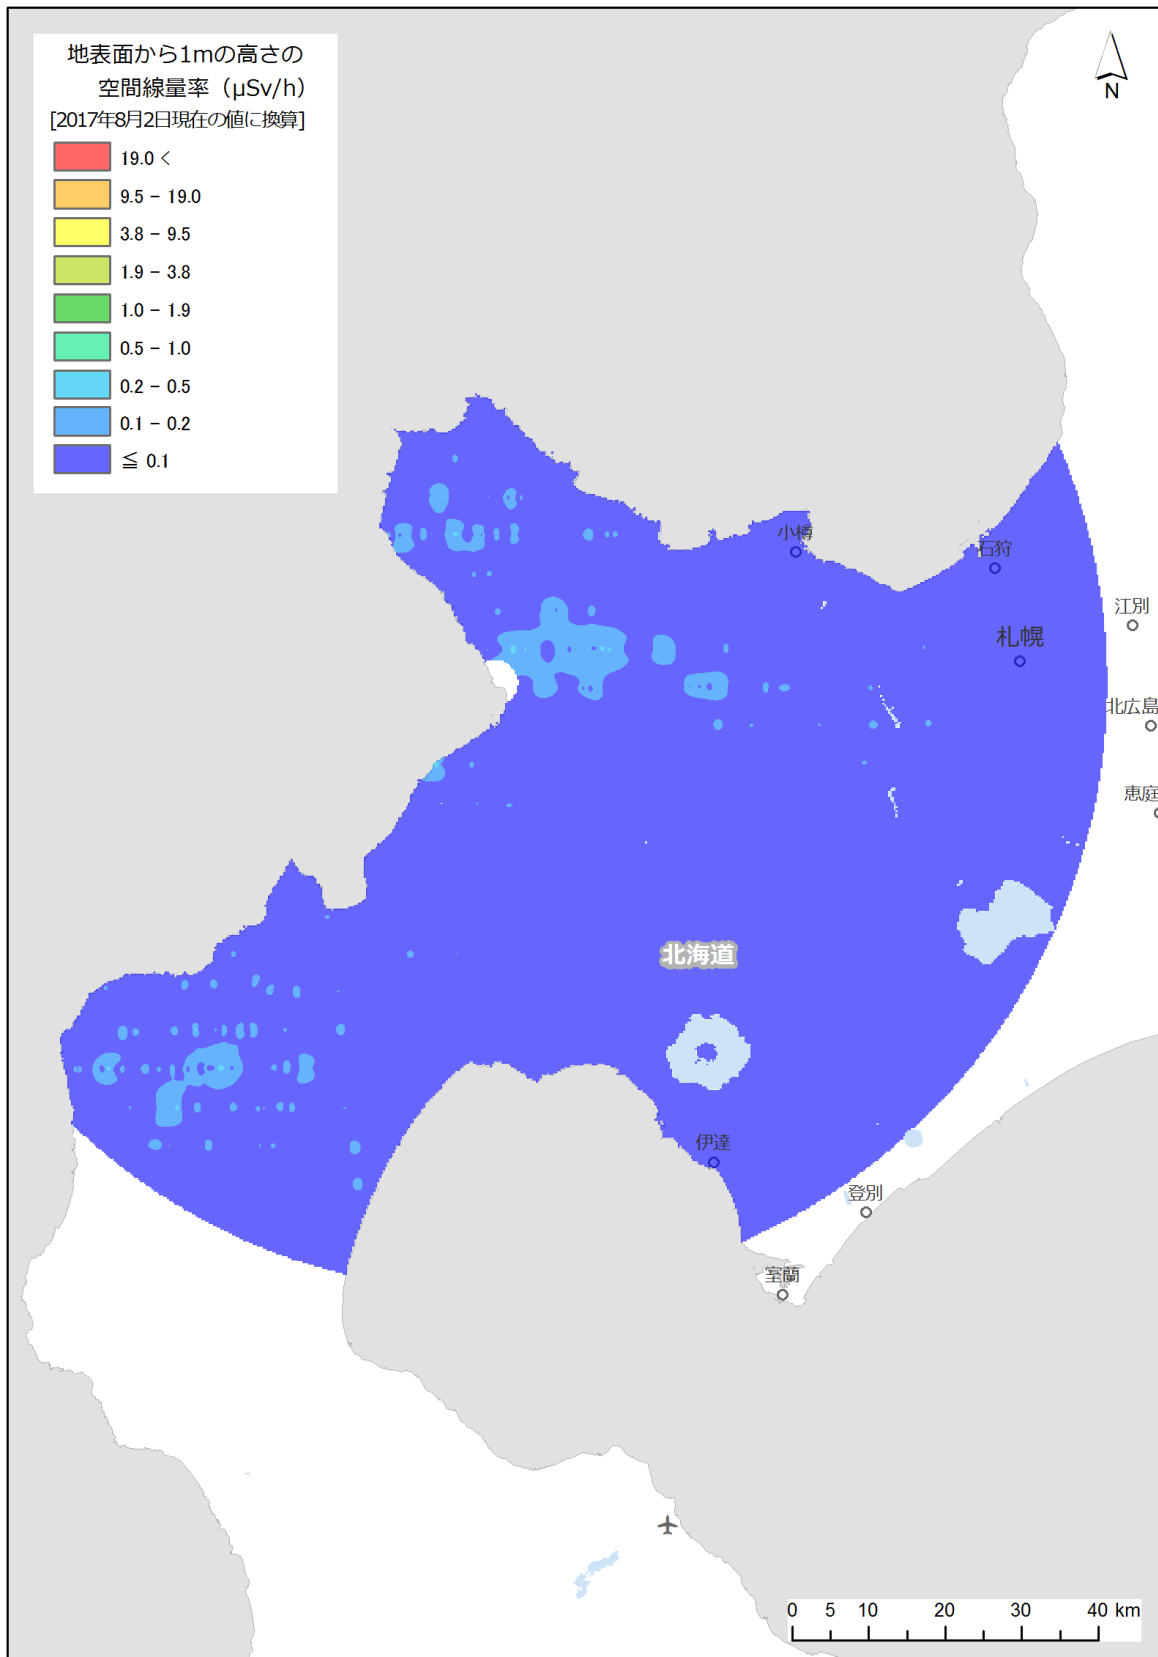 地表面から1mの高さの
空間線量率（μSv/h）
[2017年8月2日現在の値に換算]
19.0 <
9.5 - 19.0
3.8 - 9.5
1.9 - 3.8
1.0 - 1.9
0.5 - 1.0
0.2 - 0.5
0.1 - 0.2
≦ 0.1
N
小樽
石狩
江別
札幌
北広島
恵庭
北海道
伊達
登別
室蘭
0 5 10 20 30 40 km